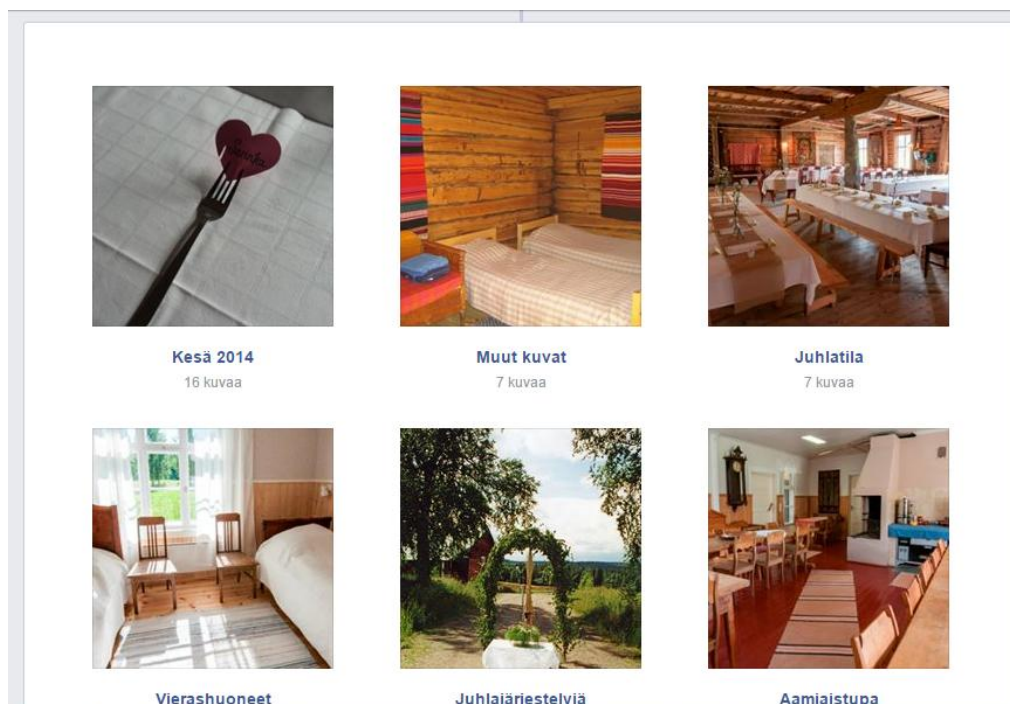 Kesä 2014
16 kuvaa
Muut kuvat
7 kuvaa
Juhlatila
7 kuvaa
Vierashuoneet
Juhlajärjestelyjä
Aamiaistupa